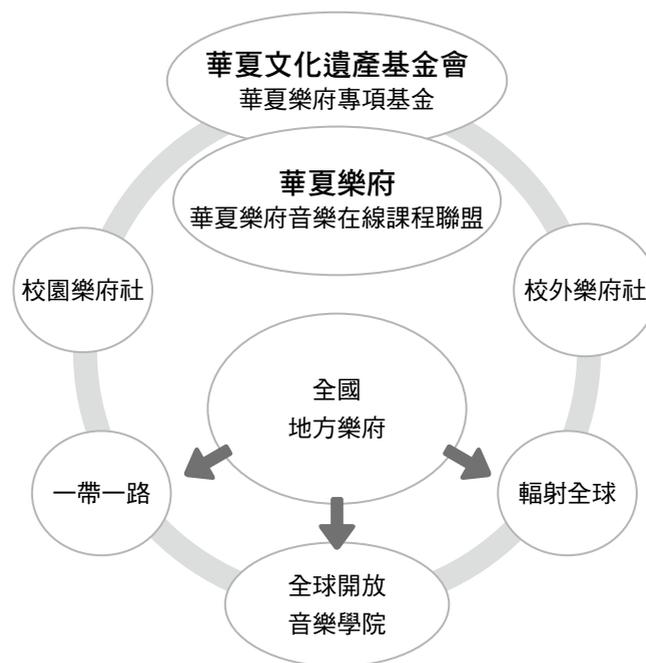 華夏文化遺產基金會
華夏樂府專項基金
華夏樂府
華夏樂府音樂在線課程聯盟
校園樂府社
校外樂府社
全國
地方樂府
一帶一路
輻射全球
全球開放
音樂學院